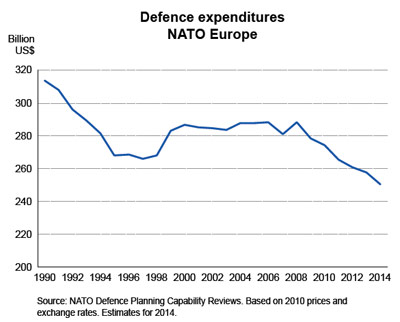 Defence expenditures
NATO Europe
Billion
US$
320
300
280
260
240
220
200
1990 1992 1994 1996 1998 2000 2002 2004 2006 2008 2010 2012 2014
Source: NATO Defence Planning Capability Reviews. Based on 2010 prices and
exchange rates. Estimates for 2014.